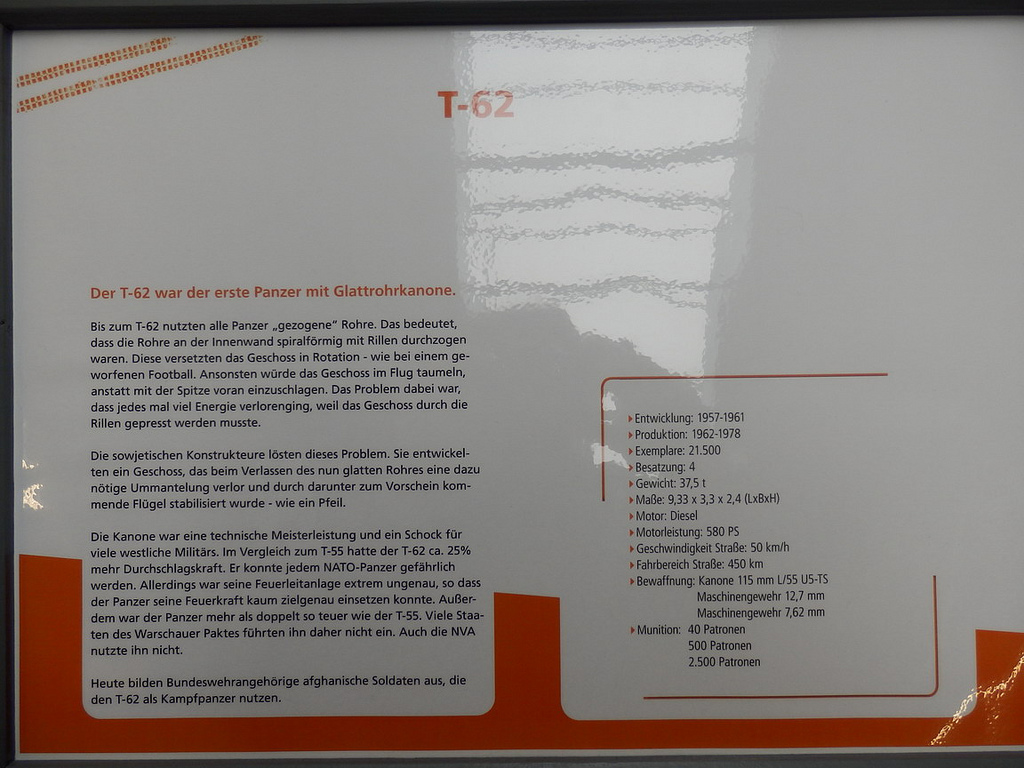 T-62
Der T-62 war der erste Panzer mit Glattrohrkanone.
Bis zum T-62 nutzten alle Panzer „gezogene“ Rohre. Das bedeutet,
dass die Rohre an der Innenwand spiralförmig mit Rillen durchzogen
waren. Diese versetzten das Geschoss in Rotation - wie bei einem ge-
worfenen Football. Ansonsten würde das Geschoss im Flug taumeln,
anstatt mit der Spitze voran einzuschlagen. Das Problem dabei war,
dass jedes mal viel Energie verlorenging, weil das Geschoss durch die
Rillen gepresst werden musste.
Die sowjetischen Konstrukteure lösten dieses Problem. Sie entwickel-
ten ein Geschoss, das beim Verlassen des nun glatten Rohres eine dazu
nötige Ummantelung verlor und durch darunter zum Vorschein kom-
mende Flügel stabilisiert wurde - wie ein Pfeil.
Die Kanone war eine technische Meisterleistung und ein Schock für
viele westliche Militärs. Im Vergleich zum T-55 hatte der T-62 ca. 25%
mehr Durchschlagskraft. Er konnte jedem NATO-Panzer gefährlich
werden. Allerdings war seine Feuerleitanlage extrem ungenau, so dass
der Panzer seine Feuerkraft kaum zielgenau einsetzen konnte. Außer-
dem war der Panzer mehr als doppelt so teuer wie der T-55. Viele Staa-
ten des Warschauer Paktes führten ihn daher nicht ein. Auch die NVA
nutzte ihn nicht.
Heute bilden Bundeswehrangehörige afghanische Soldaten aus, die
den T-62 als Kampfpanzer nutzen.
Entwicklung: 1957-1961
Produktion: 1962-1978
Exemplare: 21.500
Besatzung: 4
Gewicht: 37,5 t
Maße: 9,33 x 3,3 x 2,4 (LxBxH)
Motor: Diesel
Motorleistung: 580 PS
Geschwindigkeit Straße: 50 km/h
Fahrbereich Straße: 450 km
Bewaffnung: Kanone 115 mm L/55 U5-TS
Maschinengewehr 12,7 mm
Maschinengewehr 7,62 mm
Munition: 40 Patronen
500 Patronen
2.500 Patronen